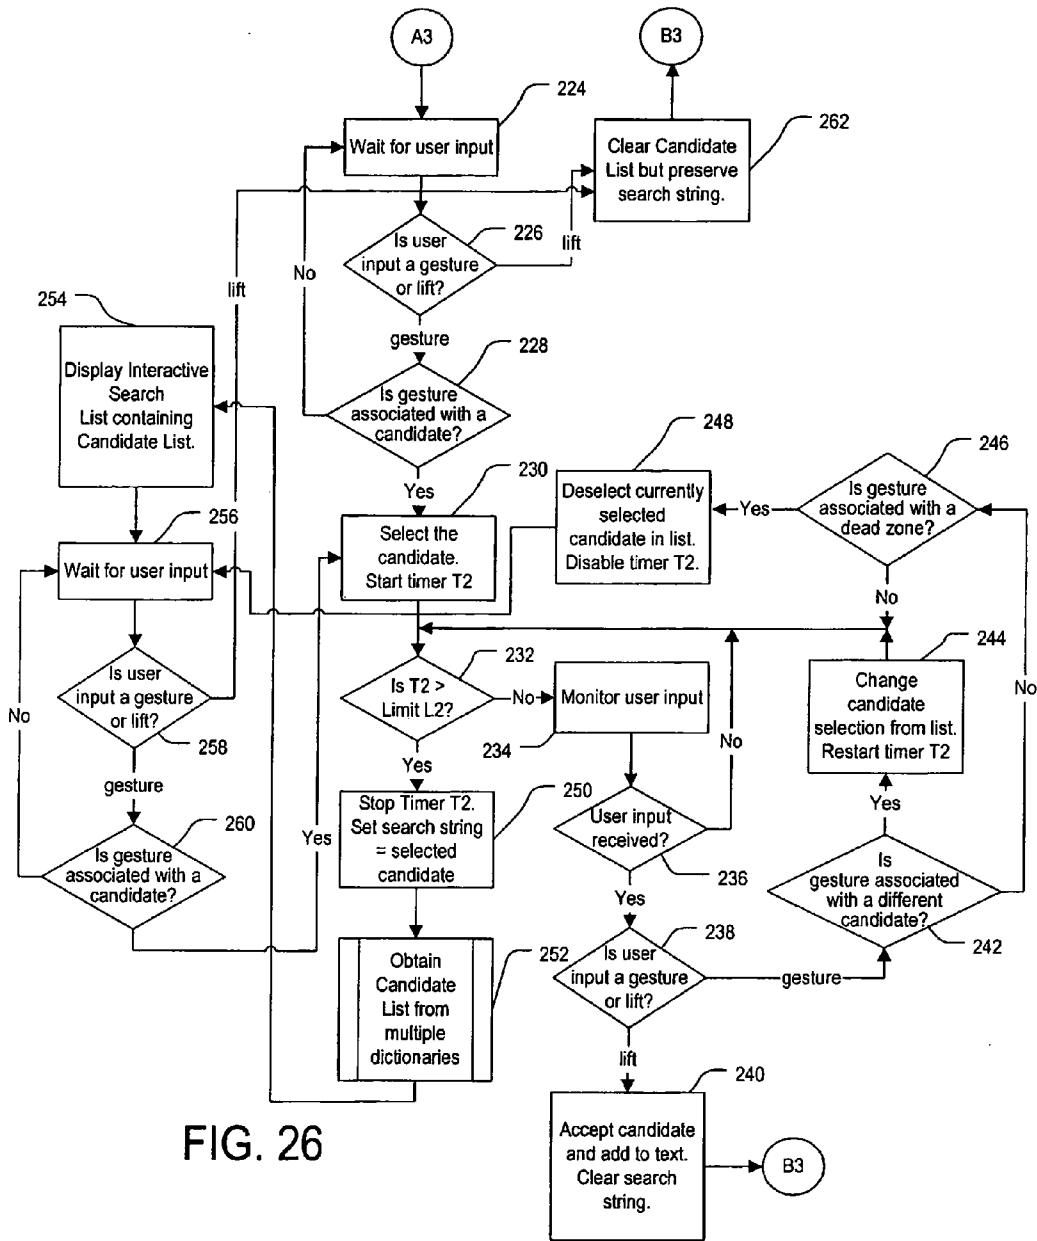 A3
B3
224
Wait for user input
262
Clear Candidate
List but preserve
search string.
226
Is user
input a gesture
or lift?
lift
No
lift
gesture
254
Display Interactive
Search
List containing
Candidate List.
228
Is gesture
associated with a
candidate?
248
246
Is gesture
associated with a
dead zone?
Yes
230
Deselect currently
selected
candidate in list.
Disable timer T2.
Yes
256
Wait for user input
Select the
candidate.
Start timer T2
No
232
244
Is user
input a gesture
or lift?
258
No
Is T2 >
Limit L2?
No
Monitor user input
234
No
Change
candidate
selection from list.
Restart timer T2
No
gesture
Yes
250
Stop Timer T2.
Set search string
= selected
candidate
User input
received?
236
Yes
260
Is gesture
associated with a
candidate?
Yes
Is
gesture associated
with a different
candidate?
242
Yes
238
252
Obtain
Candidate
List from
multiple
dictionaries
Is user
input a gesture
or lift?
gesture
lift
240
Accept candidate
and add to text.
Clear search
string.
B3
FIG. 26